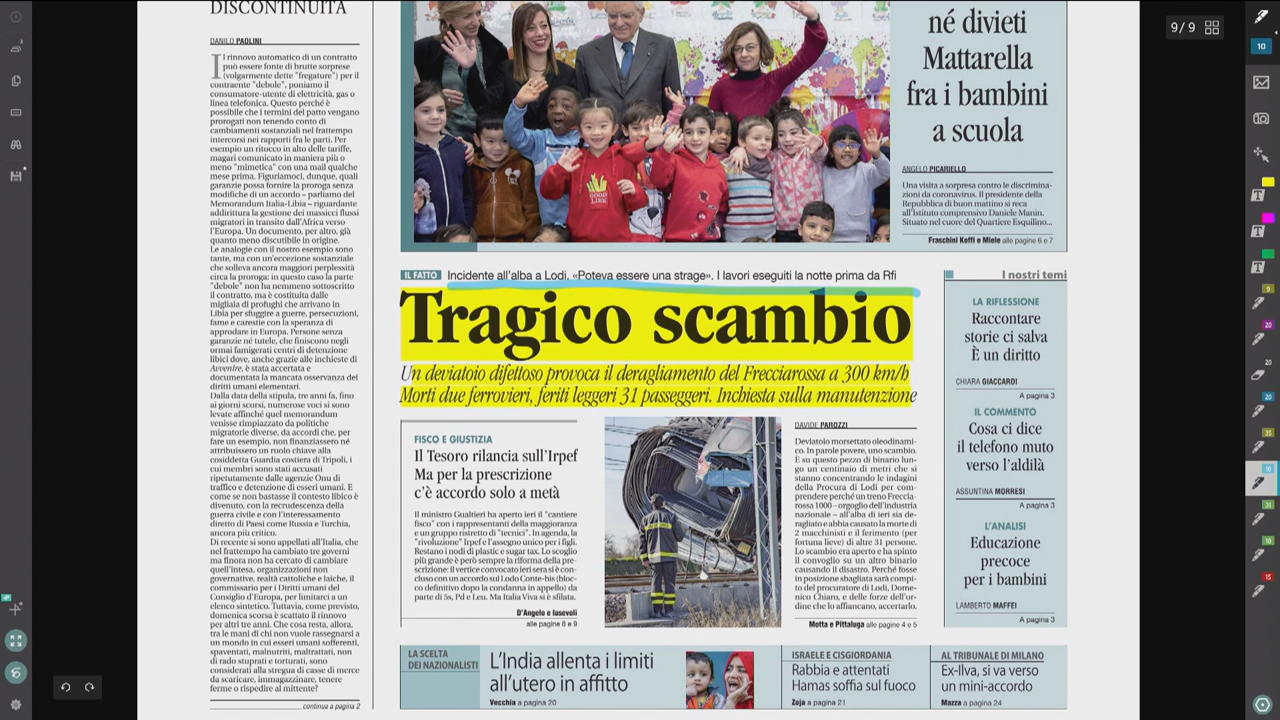 DISCONTINUITÀ
DANILO PAOLINI
Il rinnovo automatico di un contratto
può essere fonte di brutte sorprese
(volgarmente dette "fregature") per il
contraente "debole", poniamo il
consumatore-utente di elettricità, gas o
linea telefonica. Questo perché è
possibile che i termini del patto vengano
prorogati non tenendo conto di
cambiamenti sostanziali nel frattempo
intercorsi nei rapporti fra le parti. Per
esempio un ritocco in alto delle tariffe,
magari comunicato in maniera più o
meno "mimetica" con una mail qualche
mese prima. Figuriamoci, dunque, quali
garanzie possa fornire la proroga senza
modifiche di un accordo – parliamo del
Memorandum Italia-Libia – riguardante
addirittura la gestione dei massicci flussi
migratori in transito dall'Africa verso
l'Europa. Un documento, per altro, già
quanto meno discutibile in origine.
Le analogie con il nostro esempio sono
tante, ma con un'eccezione sostanziale
che solleva ancora maggiori perplessità
circa la proroga: in questo caso la parte
"debole" non ha nemmeno sottoscritto
il contratto, ma è costituita dalle
migliaia di profughi che arrivano in
Libia per sfuggire a guerre, persecuzioni,
fame e carestie con la speranza di
approdare in Europa. Persone senza
garanzie né tutele, che finiscono negli
ormai famigerati centri di detenzione
libici dove, anche grazie alle inchieste di
Avvenire, è stata accertata e
documentata la mancata osservanza dei
diritti umani elementari.
Dalla data della stipula, tre anni fa, fino
ai giorni scorsi, numerose voci si sono
levate affinché quel memorandum
venisse rimpiazzato da politiche
migratorie diverse, da accordi che, per
fare un esempio, non finanziassero né
attribuissero un ruolo chiave alla
cosiddetta Guardia costiera di Tripoli, i
cui membri sono stati accusati
ripetutamente dalle agenzie Onu di
traffico e detenzione di esseri umani. E
come se non bastasse il contesto libico è
divenuto, con la recrudescenza della
guerra civile e con l'interessamento
diretto di Paesi come Russia e Turchia,
ancora più critico.
Di recente si sono appellati all'Italia, che
nel frattempo ha cambiato tre governi
ma finora non ha cercato di cambiare
quell'intesa, organizzazioni non
governative, realtà cattoliche e laiche, il
commissario per i Diritti umani del
Consiglio d'Europa, per limitarci a un
elenco sintetico. Tuttavia, come previsto,
domenica scorsa è scattato il rinnovo
per altri tre anni. Che cosa resta, allora,
tra le mani di chi non vuole rassegnarsi a
un mondo in cui esseri umani sofferenti,
spaventati, malnutriti, maltrattati, non
di rado stuprati e torturati, sono
considerati alla stregua di casse di merce
da scaricare, immagazzinare, tenere
ferme o rispedire al mittente?
continua a pagina 2
né divieti
Mattarella
fra i bambini
a scuola
ANGELO PICARIELLO
Una visita a sorpresa contro le discrimina-
zioni da coronavirus. Il presidente della
Repubblica di buon mattino si reca
all'Istituto comprensivo Daniele Manin.
Situato nel cuore del Quartiere Esquilino...
Fraschini Koffi e Miele alle pagine 6 e 7
IL FATTO Incidente all'alba a Lodi. «Poteva essere una strage». I lavori eseguiti la notte prima da Rfi
Tragico scambio
Un deviatoio difettoso provoca il deragliamento del Frecciarossa a 300 km/h
Morti due ferrovieri, feriti leggeri 31 passeggeri. Inchiesta sulla manutenzione
FISCO E GIUSTIZIA
Il Tesoro rilancia sull'Irpef
Ma per la prescrizione
c'è accordo solo a metà
Il ministro Gualtieri ha aperto ieri il "cantiere
fisco" con i rappresentanti della maggioranza
e un gruppo ristretto di "tecnici". In agenda, la
"rivoluzione" Irpef e l'assegno unico per i figli.
Restano i nodi di plastic e sugar tax. Lo scoglio
più grande è però sempre la riforma della pre-
scrizione: il vertice convocato ieri sera si è con-
cluso con un accordo sul Lodo Conte-bis (bloc-
co definitivo dopo la condanna in appello) da
parte di 5s, Pd e Leu. Ma Italia Viva si è sfilata.
D'Angelo e Iasevoli
alle pagine 8 e 9
DAVIDE PAROZZI
Deviatoio morsettato oleodinami-
co. In parole povere, uno scambio.
È su questo pezzo di binario lun-
go un centinaio di metri che si
stanno concentrando le indagini
della Procura di Lodi per com-
prendere perché un treno Freccia-
rossa 1000 – orgoglio dell'industria
nazionale – all'alba di ieri sia de-
ragliato e abbia causato la morte di
2 macchinisti e il ferimento (per
fortuna lieve) di altre 31 persone.
Lo scambio era aperto e ha spinto
il convoglio su un altro binario
causando il disastro. Perché fosse
in posizione sbagliata sarà compi-
to del procuratore di Lodi, Dome-
nico Chiaro, e delle forze dell'or-
dine che lo affiancano, accertarlo.
Motta e Pittaluga alle pagine 4 e 5
I nostri temi
LA RIFLESSIONE
Raccontare
storie ci salva
È un diritto
CHIARA GIACCARDI
A pagina 3
IL COMMENTO
Cosa ci dice
il telefono muto
verso l'aldilà
ASSUNTINA MORRESI
A pagina 3
L'ANALISI
Educazione
precoce
per i bambini
LAMBERTO MAFFEI
A pagina 3
LA SCELTA
DEI NAZIONALISTI
L'India allenta i limiti
all'utero in affitto
Vecchia a pagina 20
ISRAELE E CISGIORDANIA
Rabbia e attentati
Hamas soffia sul fuoco
Zoja a pagina 21
AL TRIBUNALE DI MILANO
Ex-Ilva, si va verso
un mini-accordo
Mazza a pagina 24
9/9
10
T
T
T
20
20
20
10
10
15